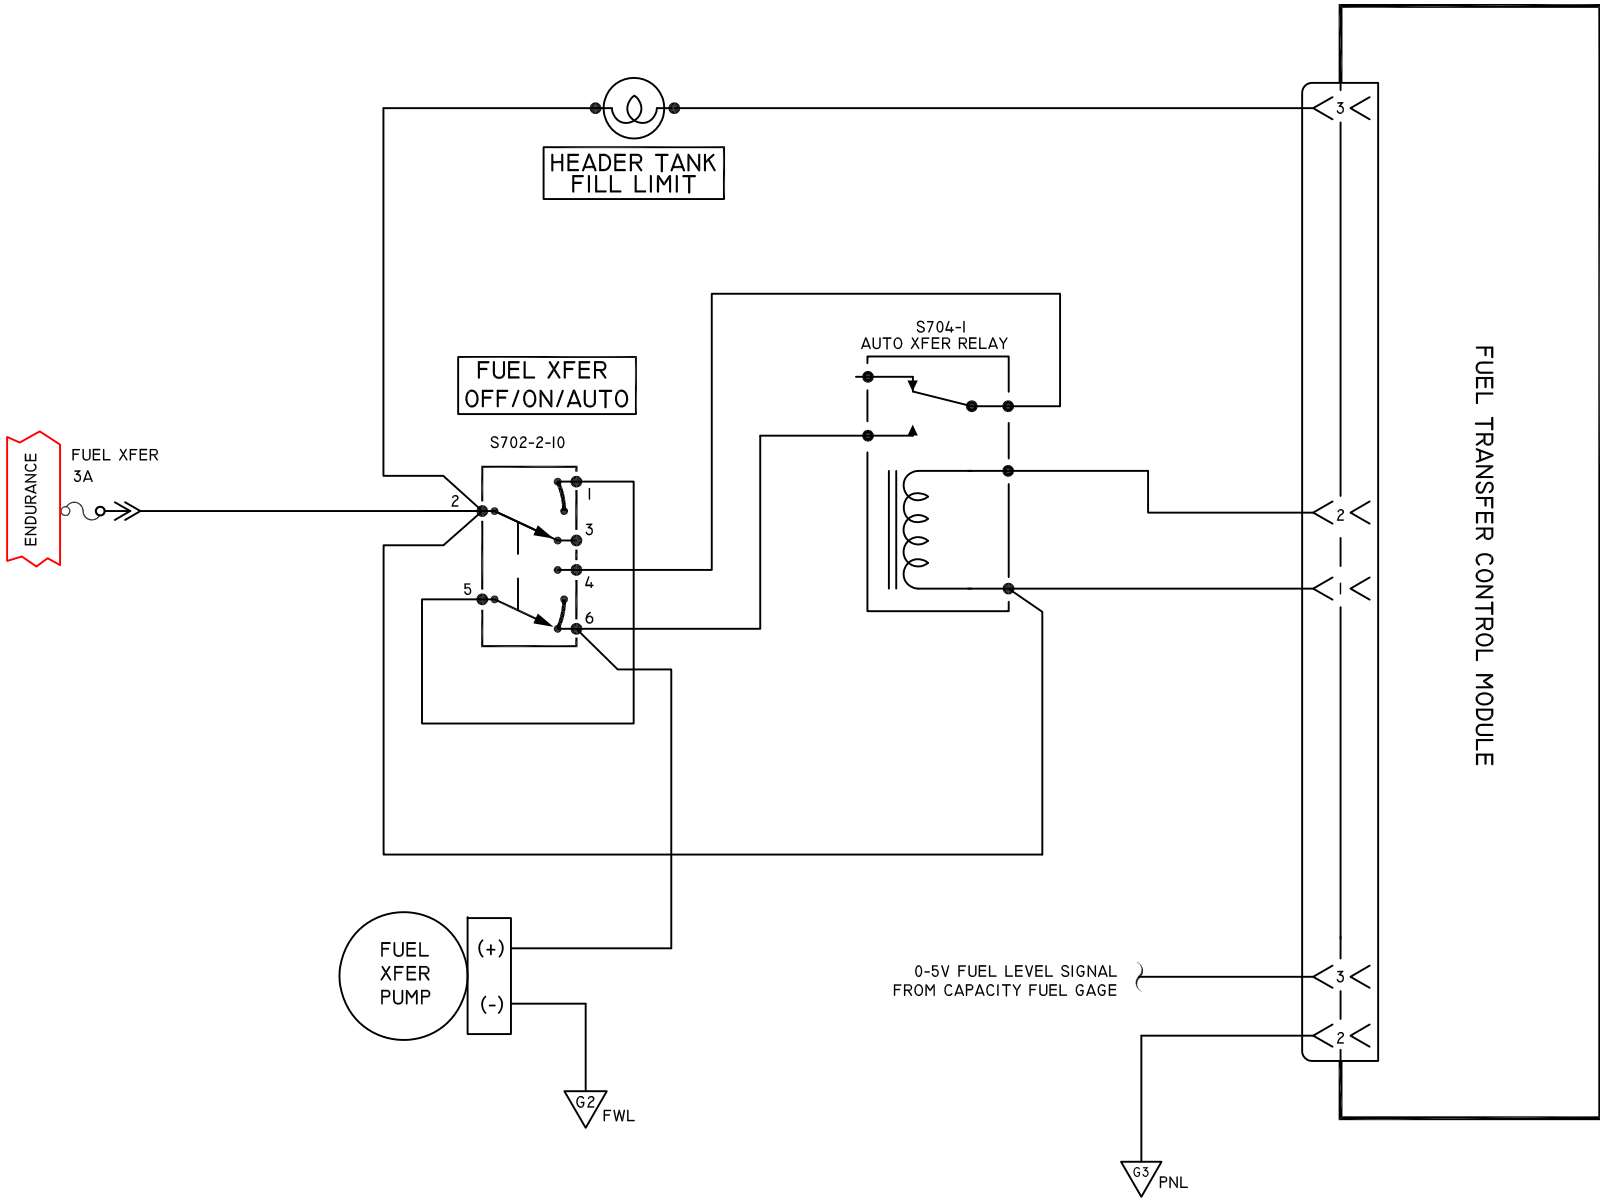 3
HEADER TANK
FILL LIMIT
S704-1
AUTO XFER RELAY
FUEL XFER
OFF/ON/AUTO
S702-2-10
ENDURANCE
FUEL XFER
3A
2
1
3
4
5
6
2
1
FUEL TRANSFER CONTROL MODULE
FUEL
XFER
PUMP
(+)
(-)
G2
FWL
0-5V FUEL LEVEL SIGNAL
FROM CAPACITY FUEL GAGE
3
2
G3
PNL